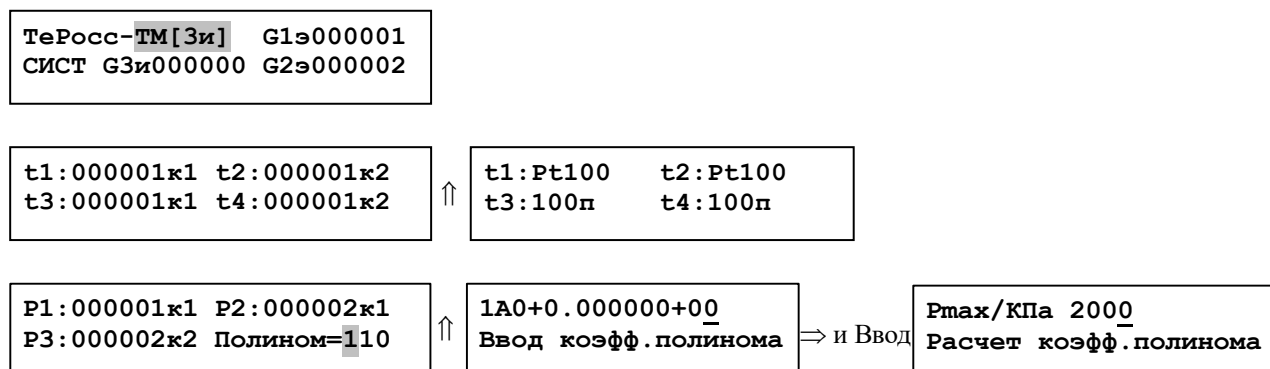 ТеРосс-ТМ[3и] G1э000001
СИСТ G3и000000 G2э000002
t1:000001к1 t2:000001к2
t3:000001к1 t4:000001к2
⇑
t1:Pt100 t2:Pt100
t3:100п t4:100п
P1:000001к1 P2:000002к1
P3:000002к2 Полином=110
⇑
1A0+0.000000+00
Ввод коэфф.полинома
⇒ и Ввод
Pmax/КПа 2000
Расчет коэфф.полинома